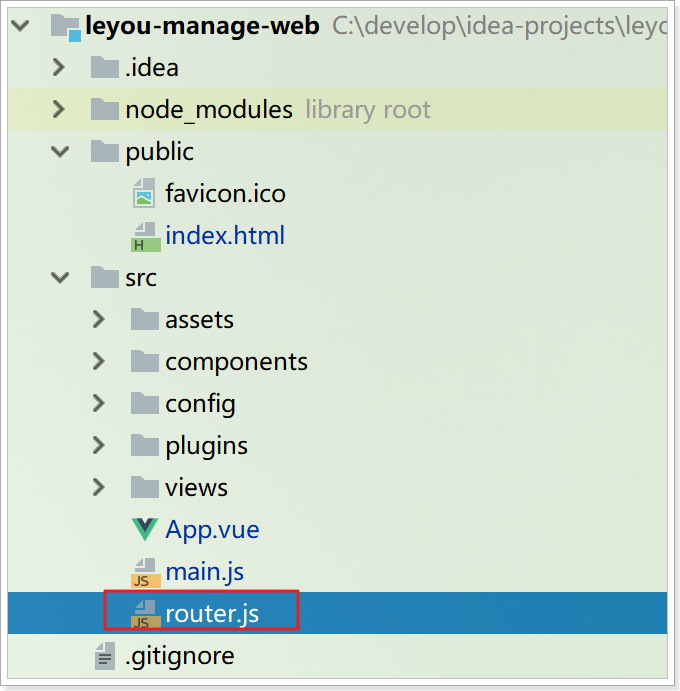 leyou-manage-web C:\develop\idea-projects\leyo
.idea
node_modules library root
public
favicon.ico
H index.html
src
assets
components
config
plugins
views
App.vue
JS main.js
JS router.js
.gitignore